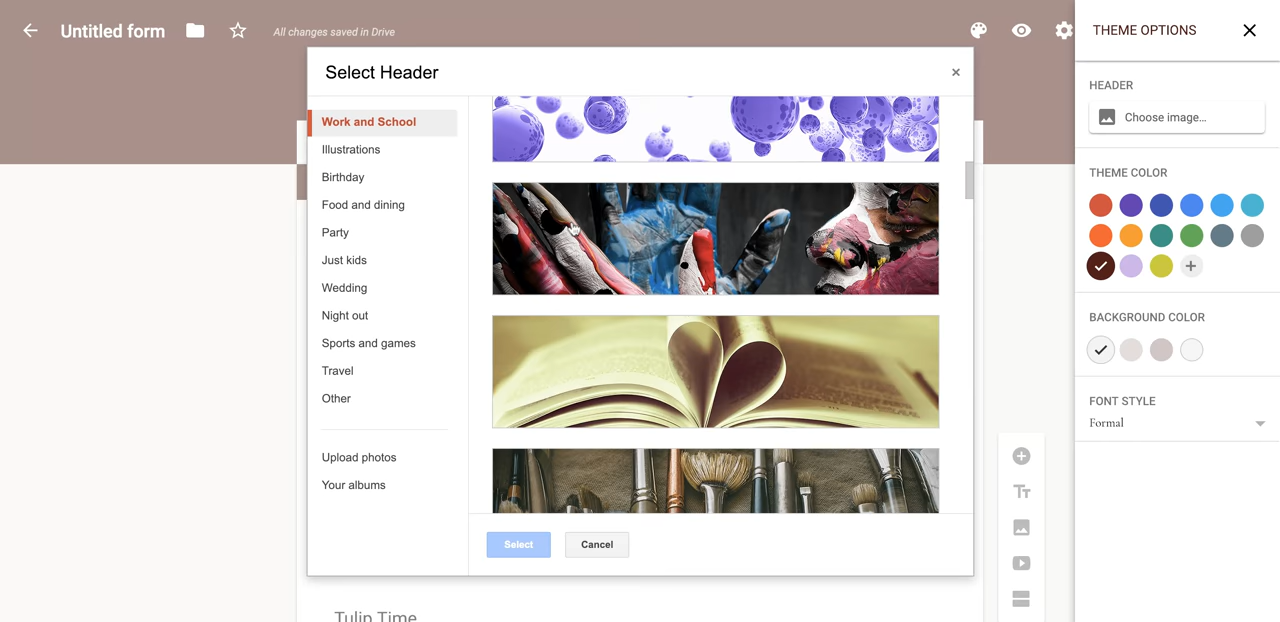 Untitled form
All changes saved in Drive
THEME OPTIONS
Select Header
HEADER
Choose image...
Work and School
Illustrations
Birthday
Food and dining
Party
Just kids
Wedding
Night out
Sports and games
Travel
Other
Upload photos
Your albums
THEME COLOR
BACKGROUND COLOR
FONT STYLE
Formal
Tt
Select
Cancel
Tulip Time